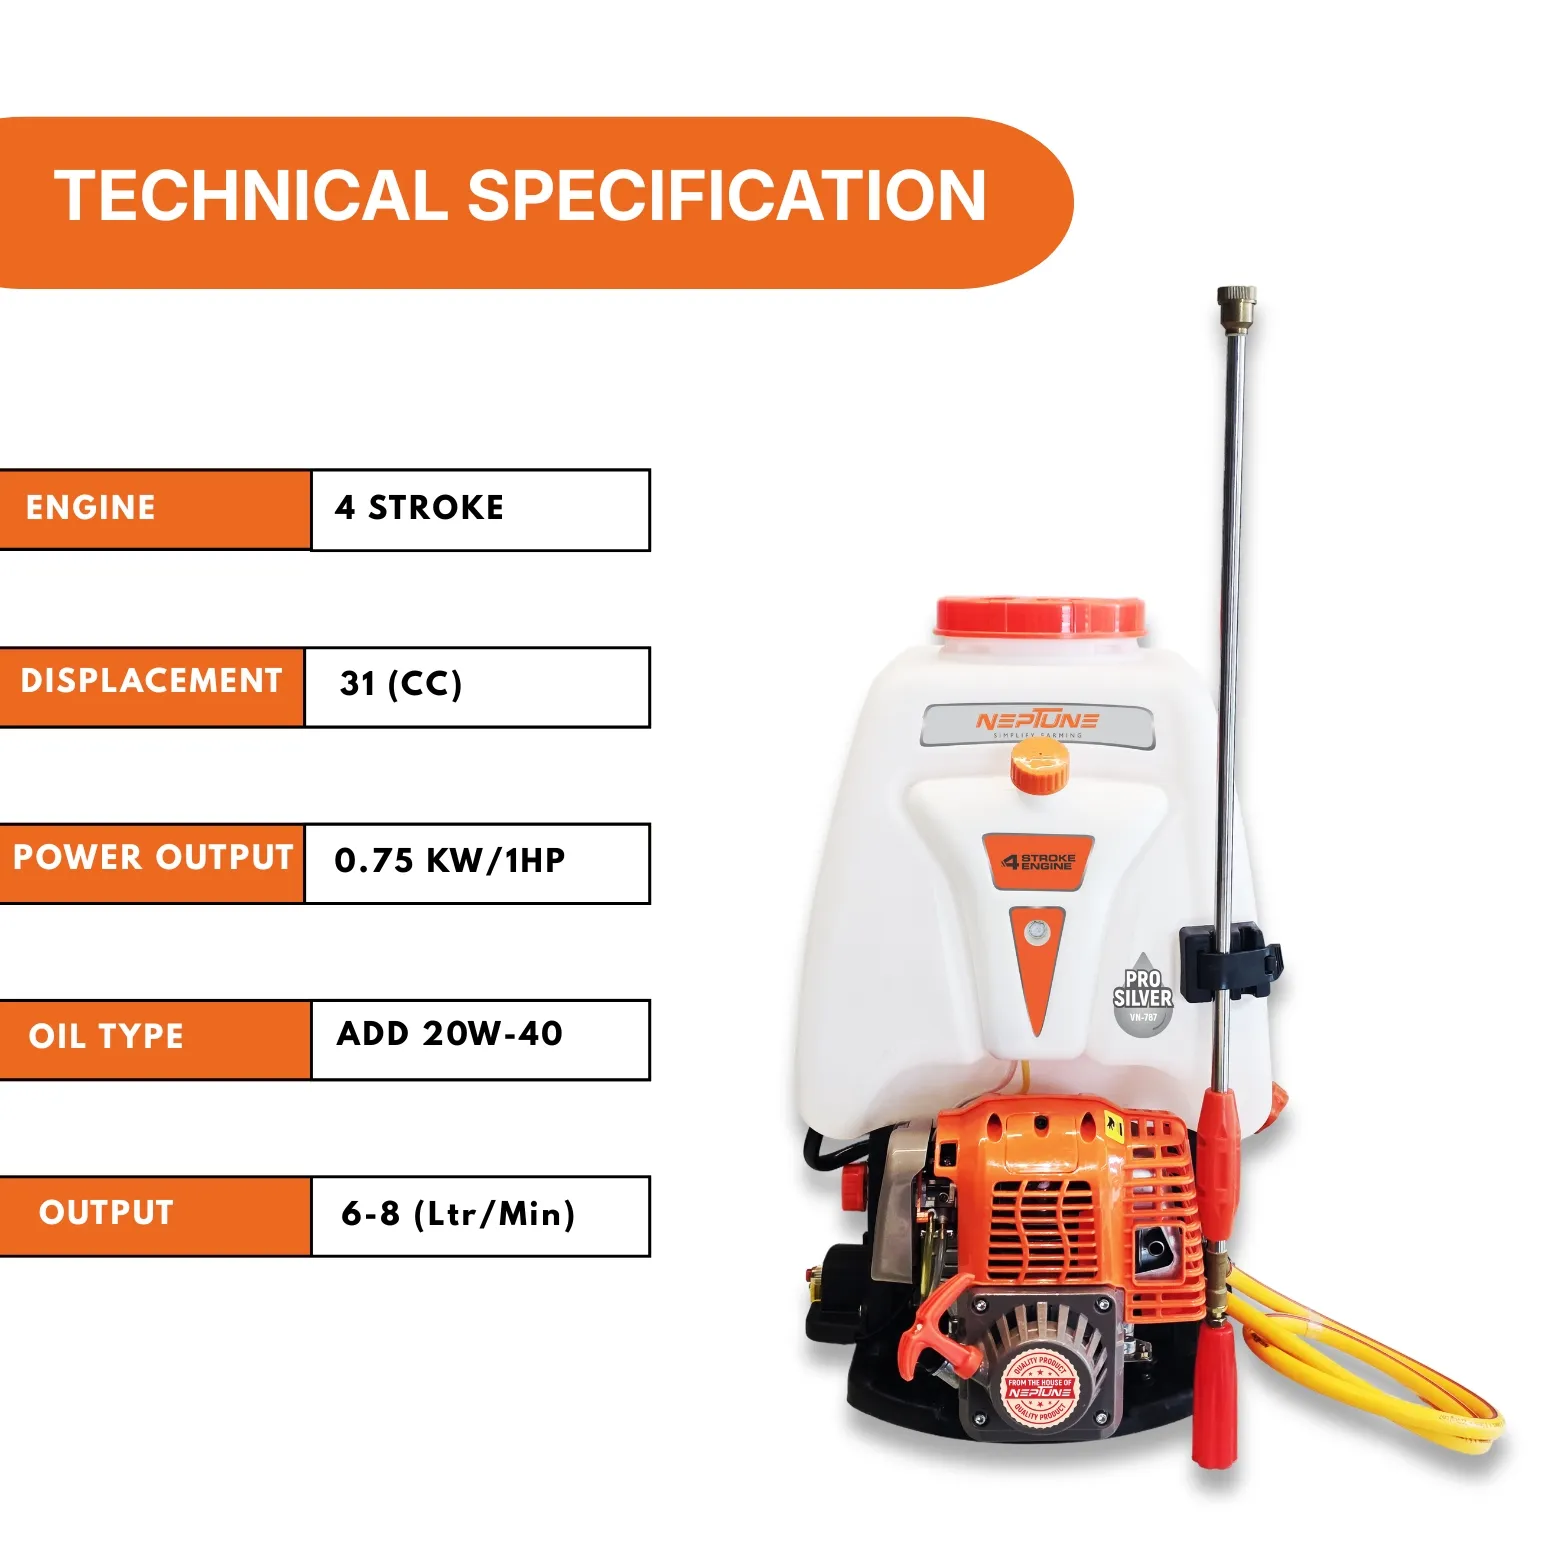 TECHNICAL SPECIFICATION
ENGINE
4 STROKE
DISPLACEMENT
31 (CC)
POWER OUTPUT
0.75 KW/1HP
OIL TYPE
ADD 20W-40
OUTPUT
6-8 (Ltr/Min)
NEPTUNE
SIMPLIFY FARMING
4 STROKE
ENGINE
PRO
SILVER
VN-787
QUALITY PRODUCT
FROM THE HOUSE OF
NEPTUNE
QUALITY PRODUCT